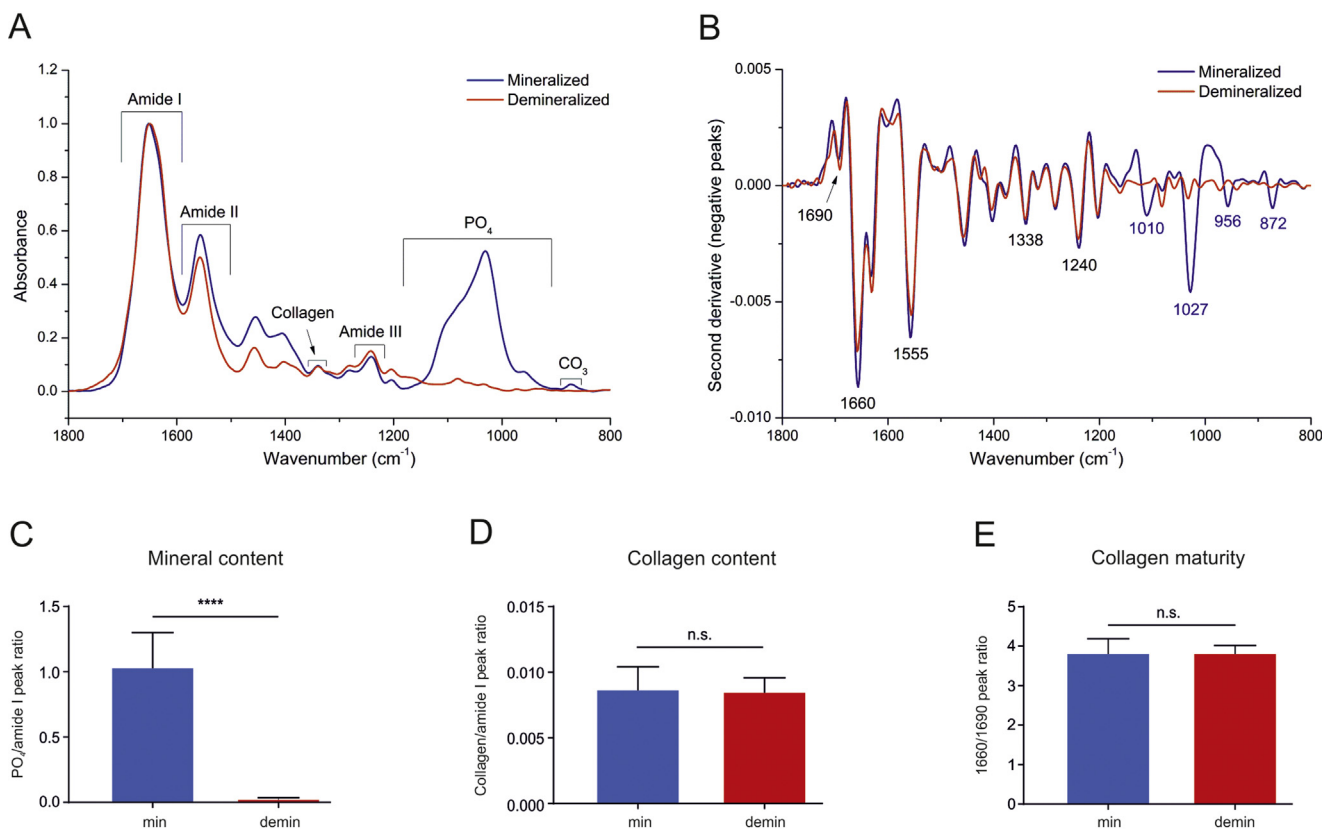 A
Mineralized
Demineralized
Amide I
Amide II
Collagen
Amide III
PO4
CO3
Absorbance
1.2
1.0
0.8
0.6
0.4
0.2
0.0
1800 1600 1400 1200 1000 800
Wavenumber (cm-1)
B
Mineralized
Demineralized
Second derivative (negative peaks)
0.005
0.000
-0.005
-0.010
1690
1660
1555
1338
1240
1010
1027
956
872
1800 1600 1400 1200 1000 800
Wavenumber (cm-1)
C
Mineral content
PO4/amide I peak ratio
1.5
1.0
0.5
0.0
****
min demin
D
Collagen content
Collagen/amide I peak ratio
0.015
0.010
0.005
0.000
n.s.
min demin
E
Collagen maturity
1660/1690 peak ratio
5
4
3
2
1
0
n.s.
min demin